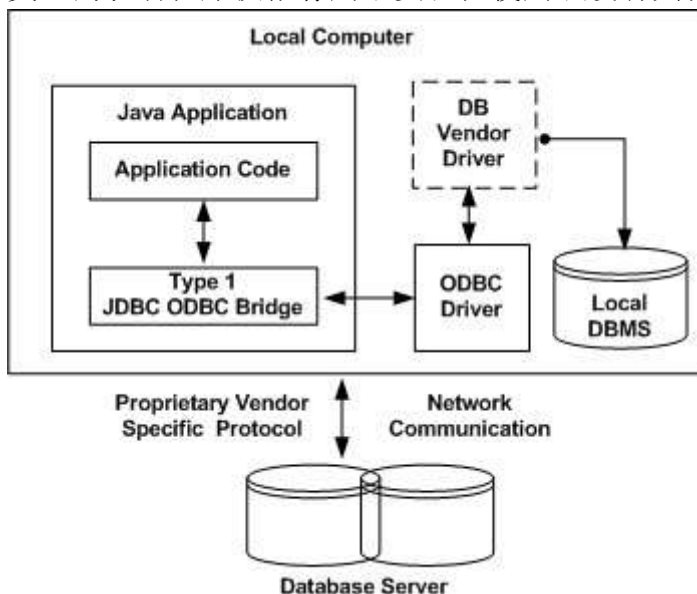 Local Computer
Java Application
Application Code
Type 1
JDBC ODBC Bridge
DB
Vendor
Driver
ODBC
Driver
Local
DBMS
Proprietary Vendor
Specific Protocol
Network
Communication
Database Server